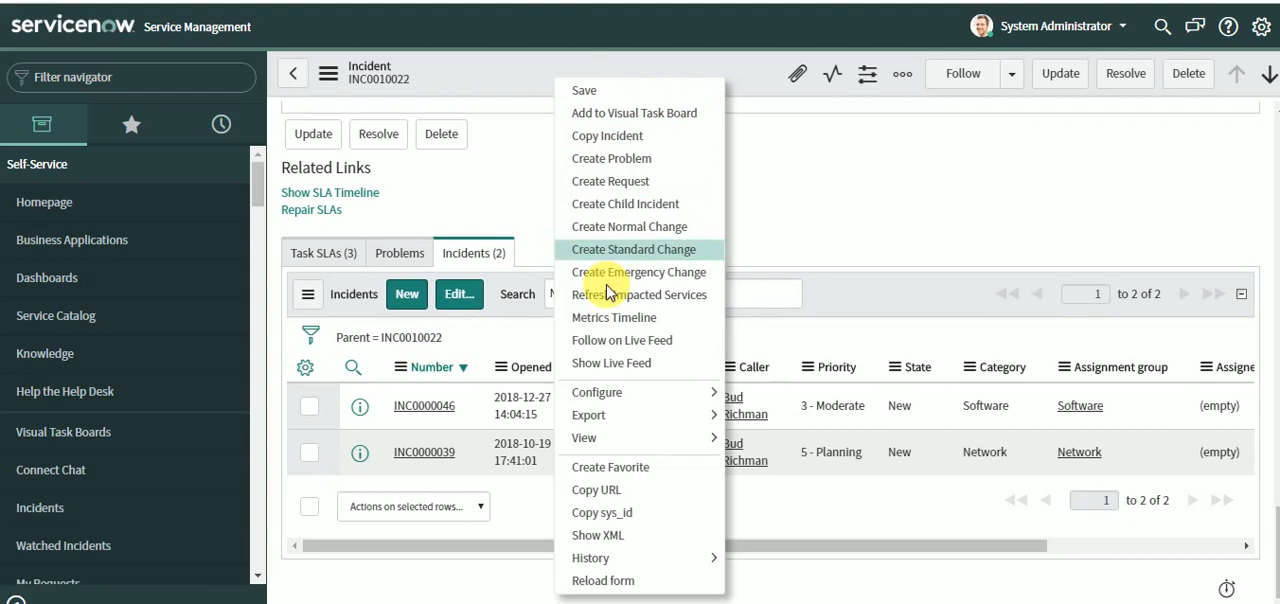 servicenow. Service Management
System Administrator
Filter navigator
Incident
INC0010022
Follow
Update
Resolve
Delete
Self-Service
Homepage
Business Applications
Dashboards
Service Catalog
Knowledge
Help the Help Desk
Visual Task Boards
Connect Chat
Incidents
Watched Incidents
My Requests
Update
Resolve
Delete
Related Links
Show SLA Timeline
Repair SLAs
Task SLAs (3)
Problems
Incidents (2)
Incidents
New
Edit...
Search
1 to 2 of 2
Parent = INC0010022
Number
Opened
Caller
Priority
State
Category
Assignment group
Assigne
INC0000046
2018-12-27
14:04:15
Bud
Richman
3 - Moderate
New
Software
Software
(empty)
INC0000039
2018-10-19
17:41:01
Bud
Richman
5 - Planning
New
Network
Network
(empty)
Actions on selected rows...
1 to 2 of 2
Save
Add to Visual Task Board
Copy Incident
Create Problem
Create Request
Create Child Incident
Create Normal Change
Create Standard Change
Create Emergency Change
Refresh Impacted Services
Metrics Timeline
Follow on Live Feed
Show Live Feed
Configure
Export
View
Create Favorite
Copy URL
Copy sys_id
Show XML
History
Reload form